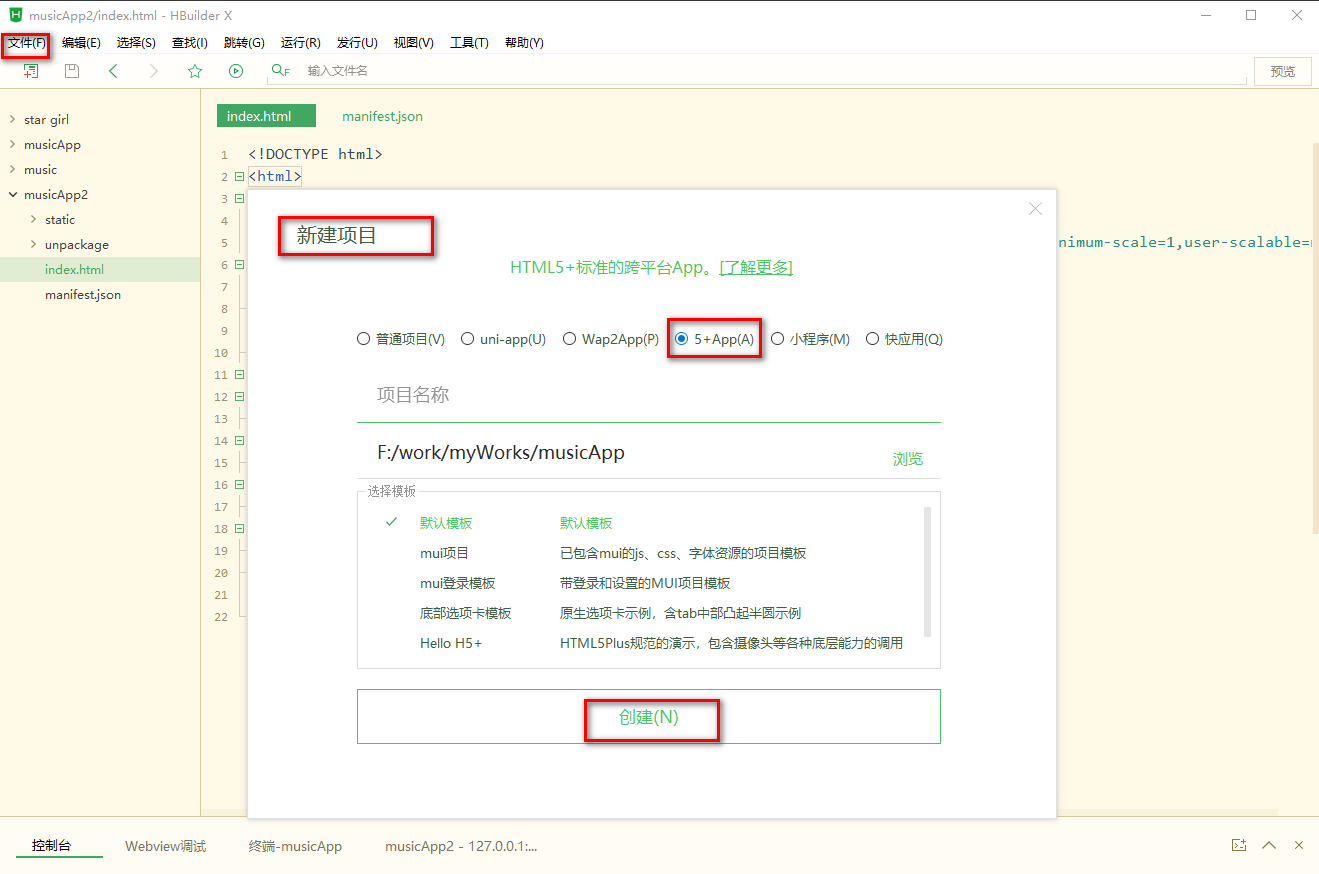 musicApp2/index.html - HBuilder X
文件(F) 编辑(E) 选择(S) 查找(I) 跳转(G) 运行(R) 发行(U) 视图(V) 工具(T) 帮助(Y)
输入文件名 预览
star girl
musicApp
music
musicApp2
static
unpackage
index.html
manifest.json
index.html manifest.json
1 <!DOCTYPE html>
2 <html>
3
4
5 nimum-scale=1,user-scalable=
6
7
8
9
10
11
12
13
14
15
16
17
18
19
20
21
22
新建项目
HTML5+标准的跨平台App。[了解更多]
普通项目(V) uni-app(U) Wap2App(P) 5+App(A) 小程序(M) 快应用(Q)
项目名称
F:/work/myWorks/musicApp 浏览
选择模板
默认模板 默认模板
mui项目 已包含mui的js、css、字体资源的项目模板
mui登录模板 带登录和设置的MUI项目模板
底部选项卡模板 原生选项卡示例，含tab中部凸起半圆示例
Hello H5+ HTML5Plus规范的演示，包含摄像头等各种底层能力的调用
创建(N)
控制台 Webview调试 终端-musicApp musicApp2 - 127.0.0.1:...